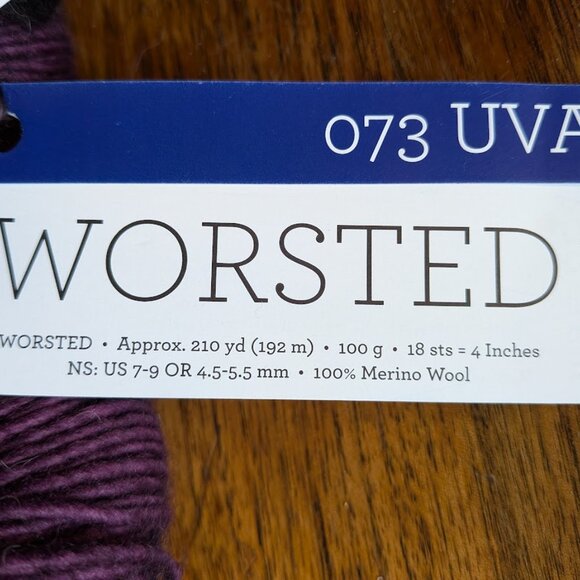 073 UVA
WORSTED
WORSTED • Approx. 210 yd (192 m) • 100 g • 18 sts = 4 Inches
NS: US 7-9 OR 4.5-5.5 mm • 100% Merino Wool